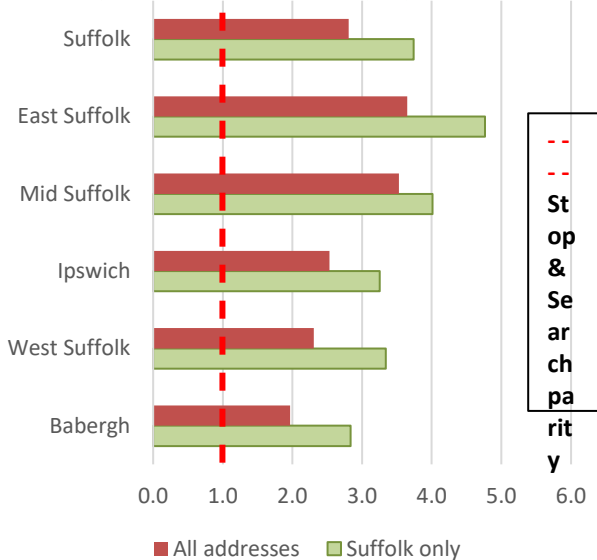 Suffolk
East Suffolk
Mid Suffolk
Ipswich
West Suffolk
Babergh
0.0 1.0 2.0 3.0 4.0 5.0 6.0
All addresses Suffolk only
- -
- -
St
op
&
Se
ar
ch
pa
rit
y